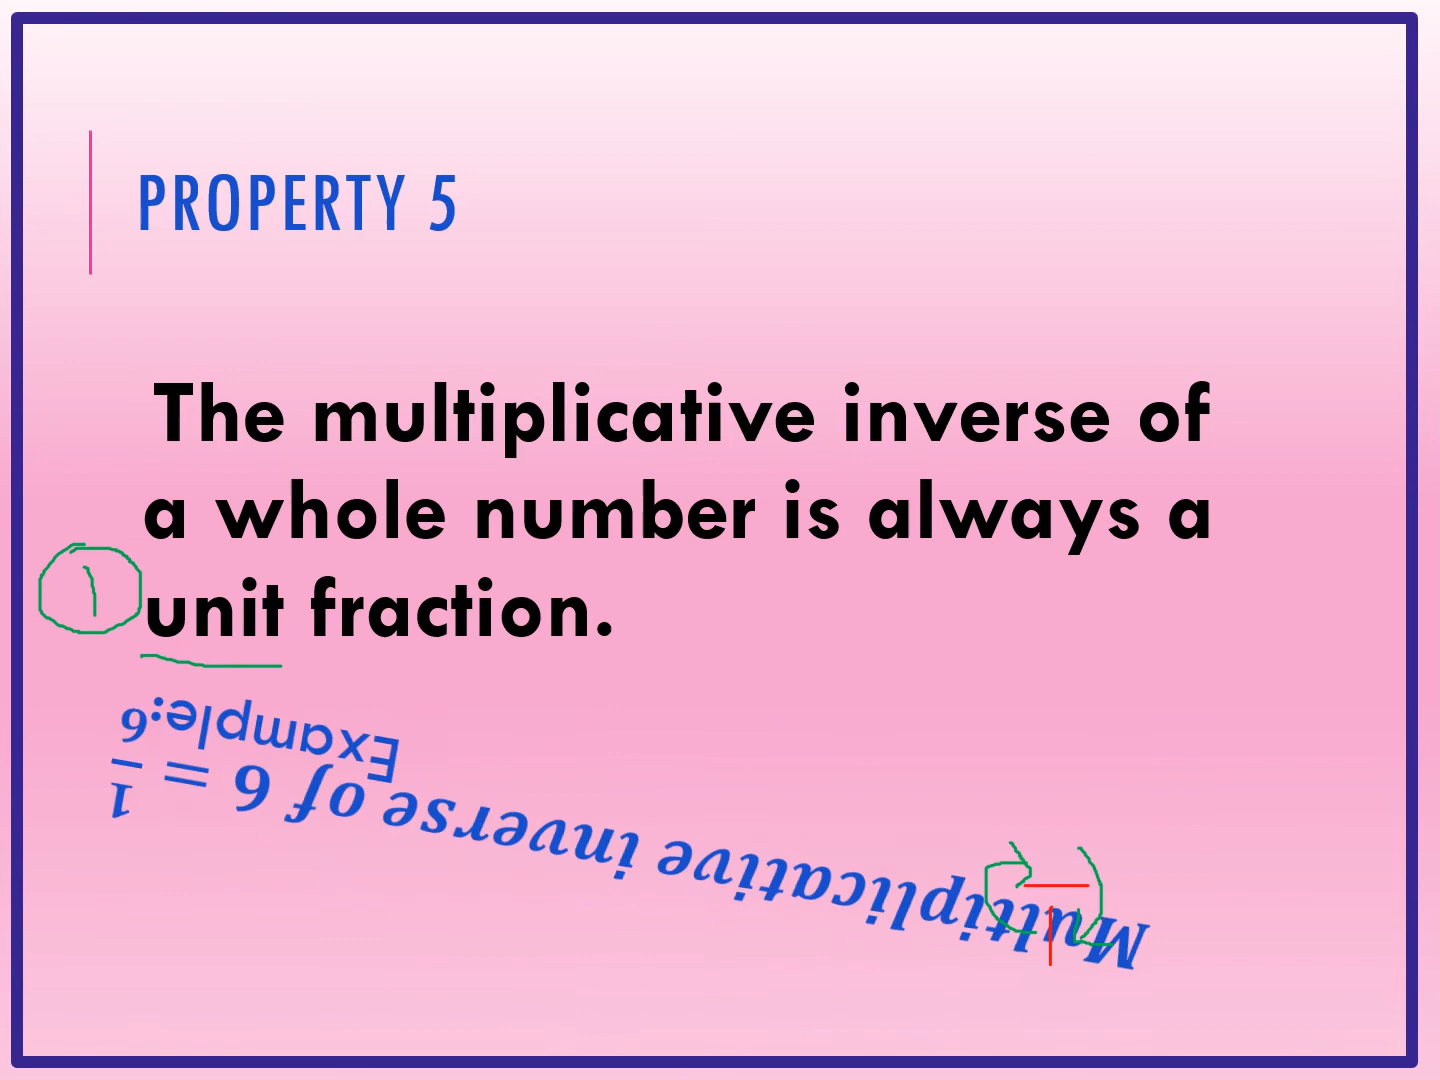 PROPERTY 5
The multiplicative inverse of
a whole number is always a
unit fraction.
1
Example:
Multiplicative inverse of 6 = 1/6